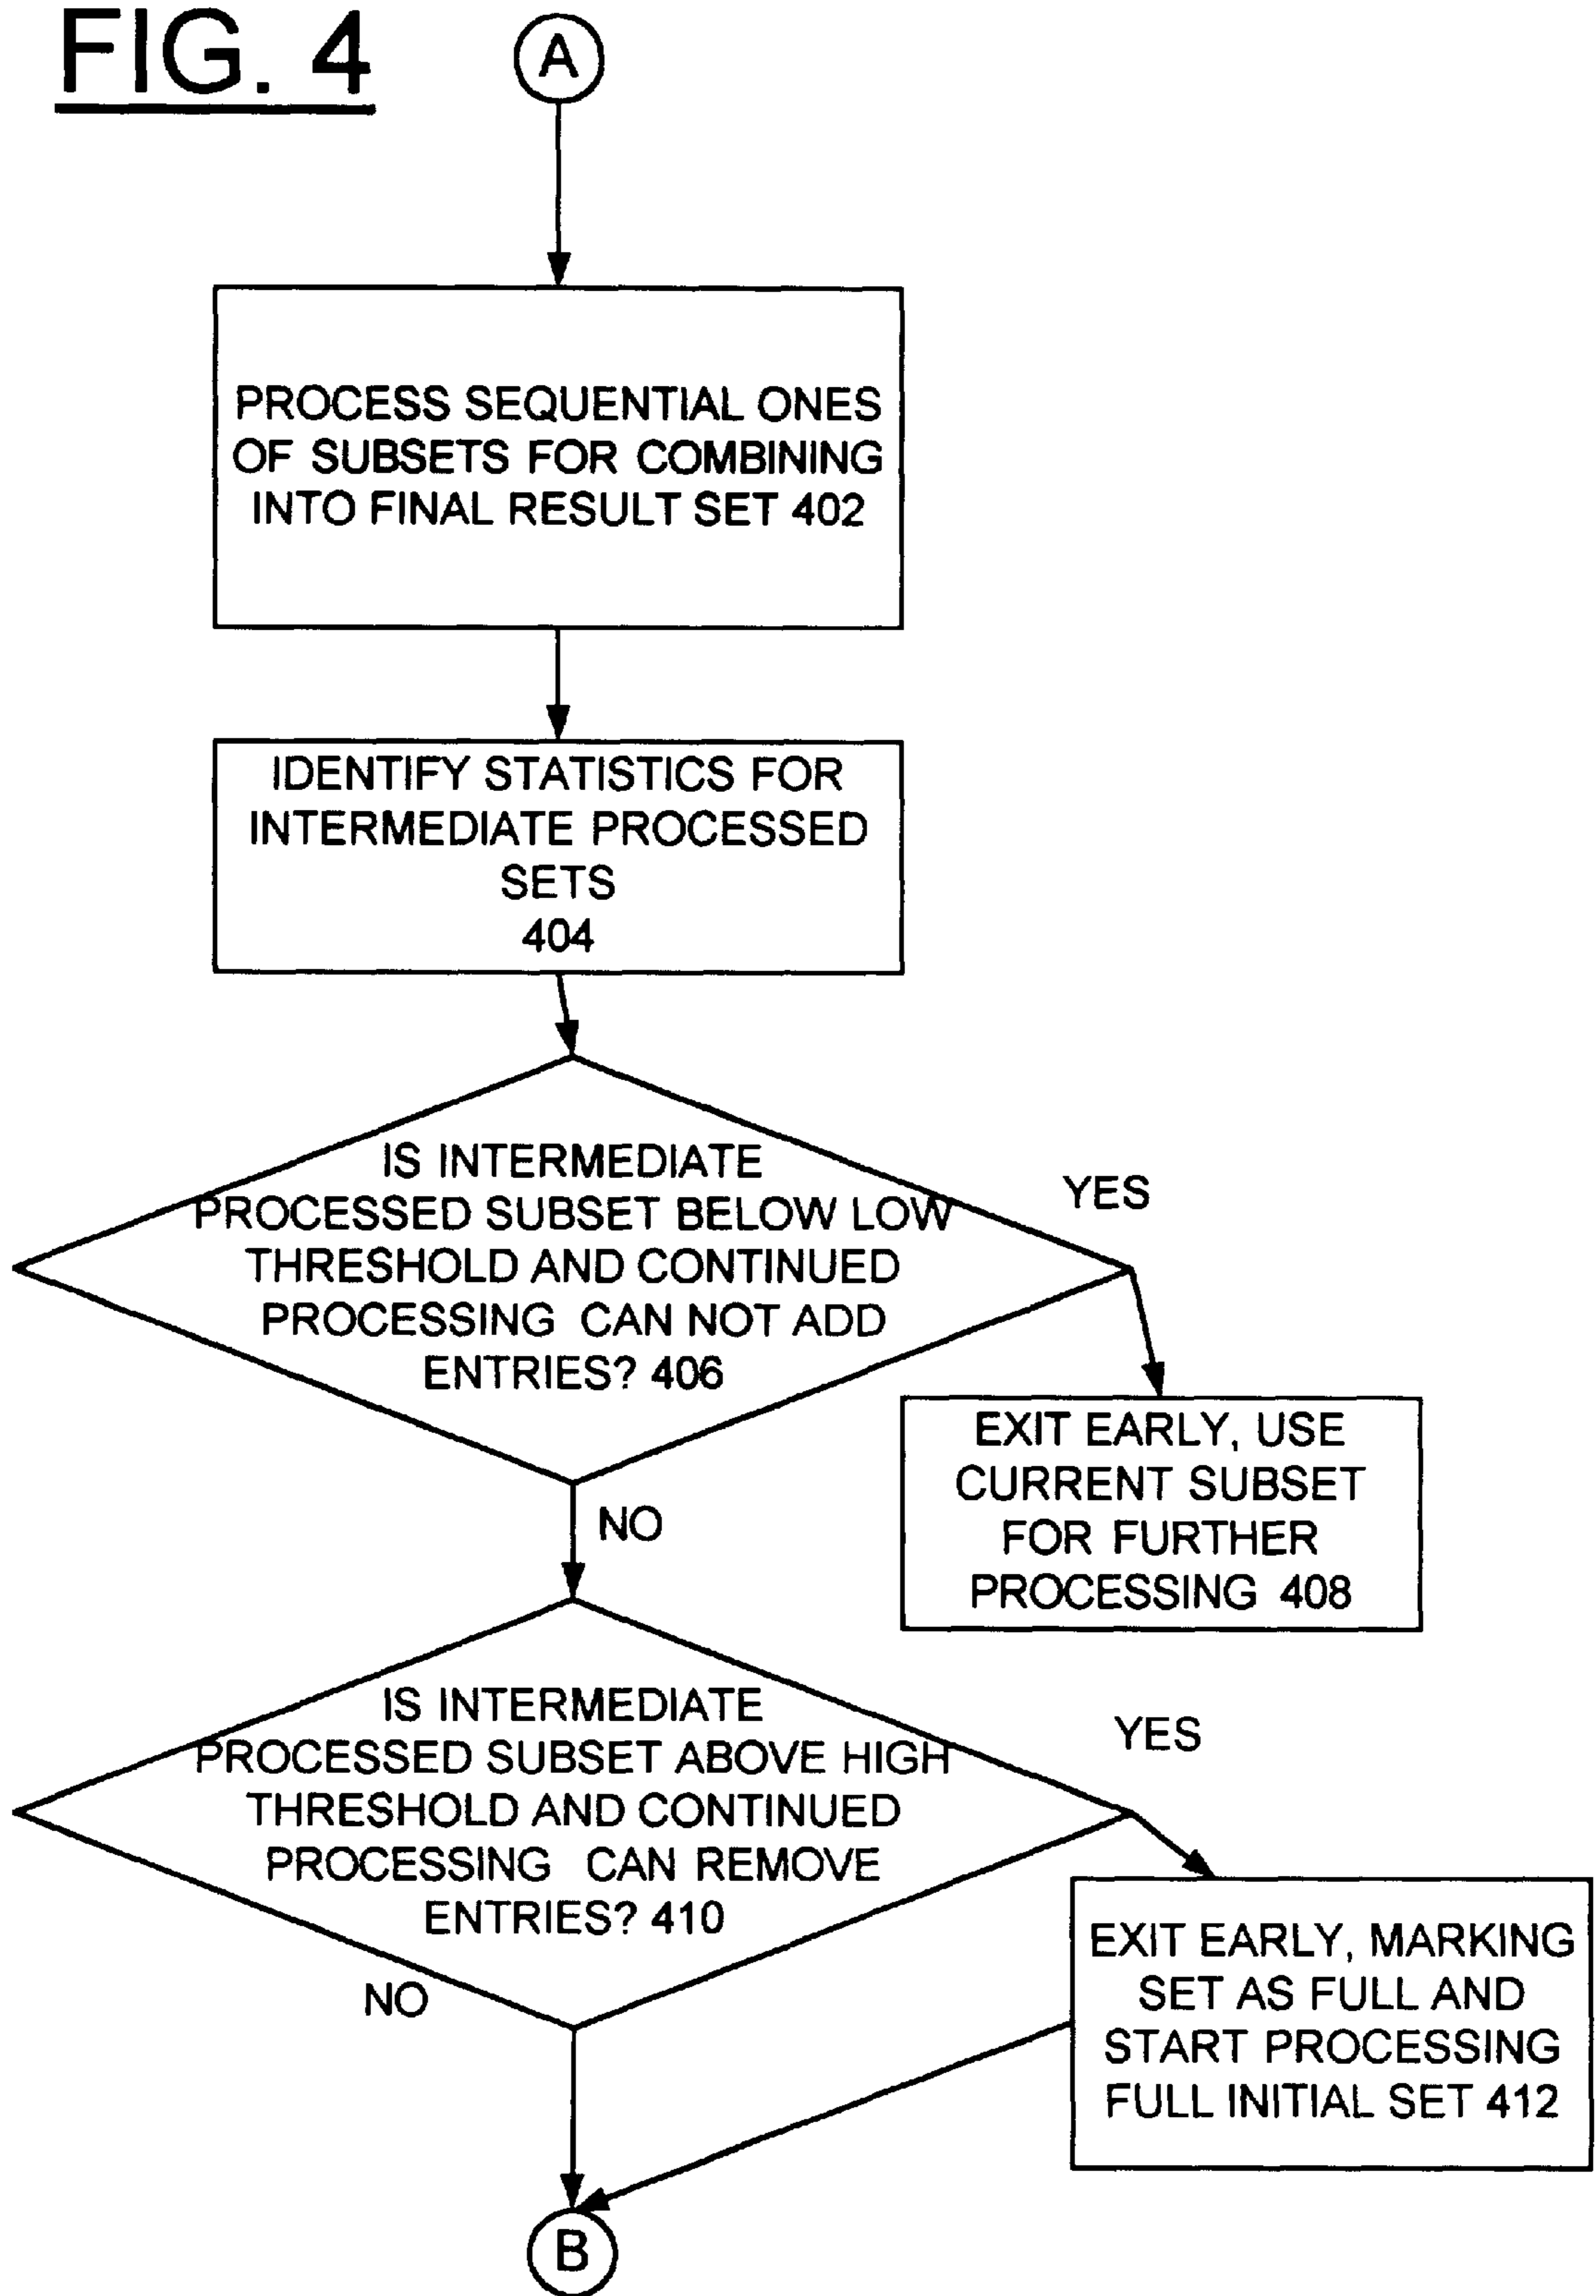 FIG. 4
A
PROCESS SEQUENTIAL ONES
OF SUBSETS FOR COMBINING
INTO FINAL RESULT SET 402
IDENTIFY STATISTICS FOR
INTERMEDIATE PROCESSED
SETS
404
IS INTERMEDIATE
PROCESSED SUBSET BELOW LOW
THRESHOLD AND CONTINUED
PROCESSING CAN NOT ADD
ENTRIES? 406
YES
EXIT EARLY, USE
CURRENT SUBSET
FOR FURTHER
PROCESSING 408
NO
IS INTERMEDIATE
PROCESSED SUBSET ABOVE HIGH
THRESHOLD AND CONTINUED
PROCESSING CAN REMOVE
ENTRIES? 410
YES
EXIT EARLY, MARKING
SET AS FULL AND
START PROCESSING
FULL INITIAL SET 412
NO
B